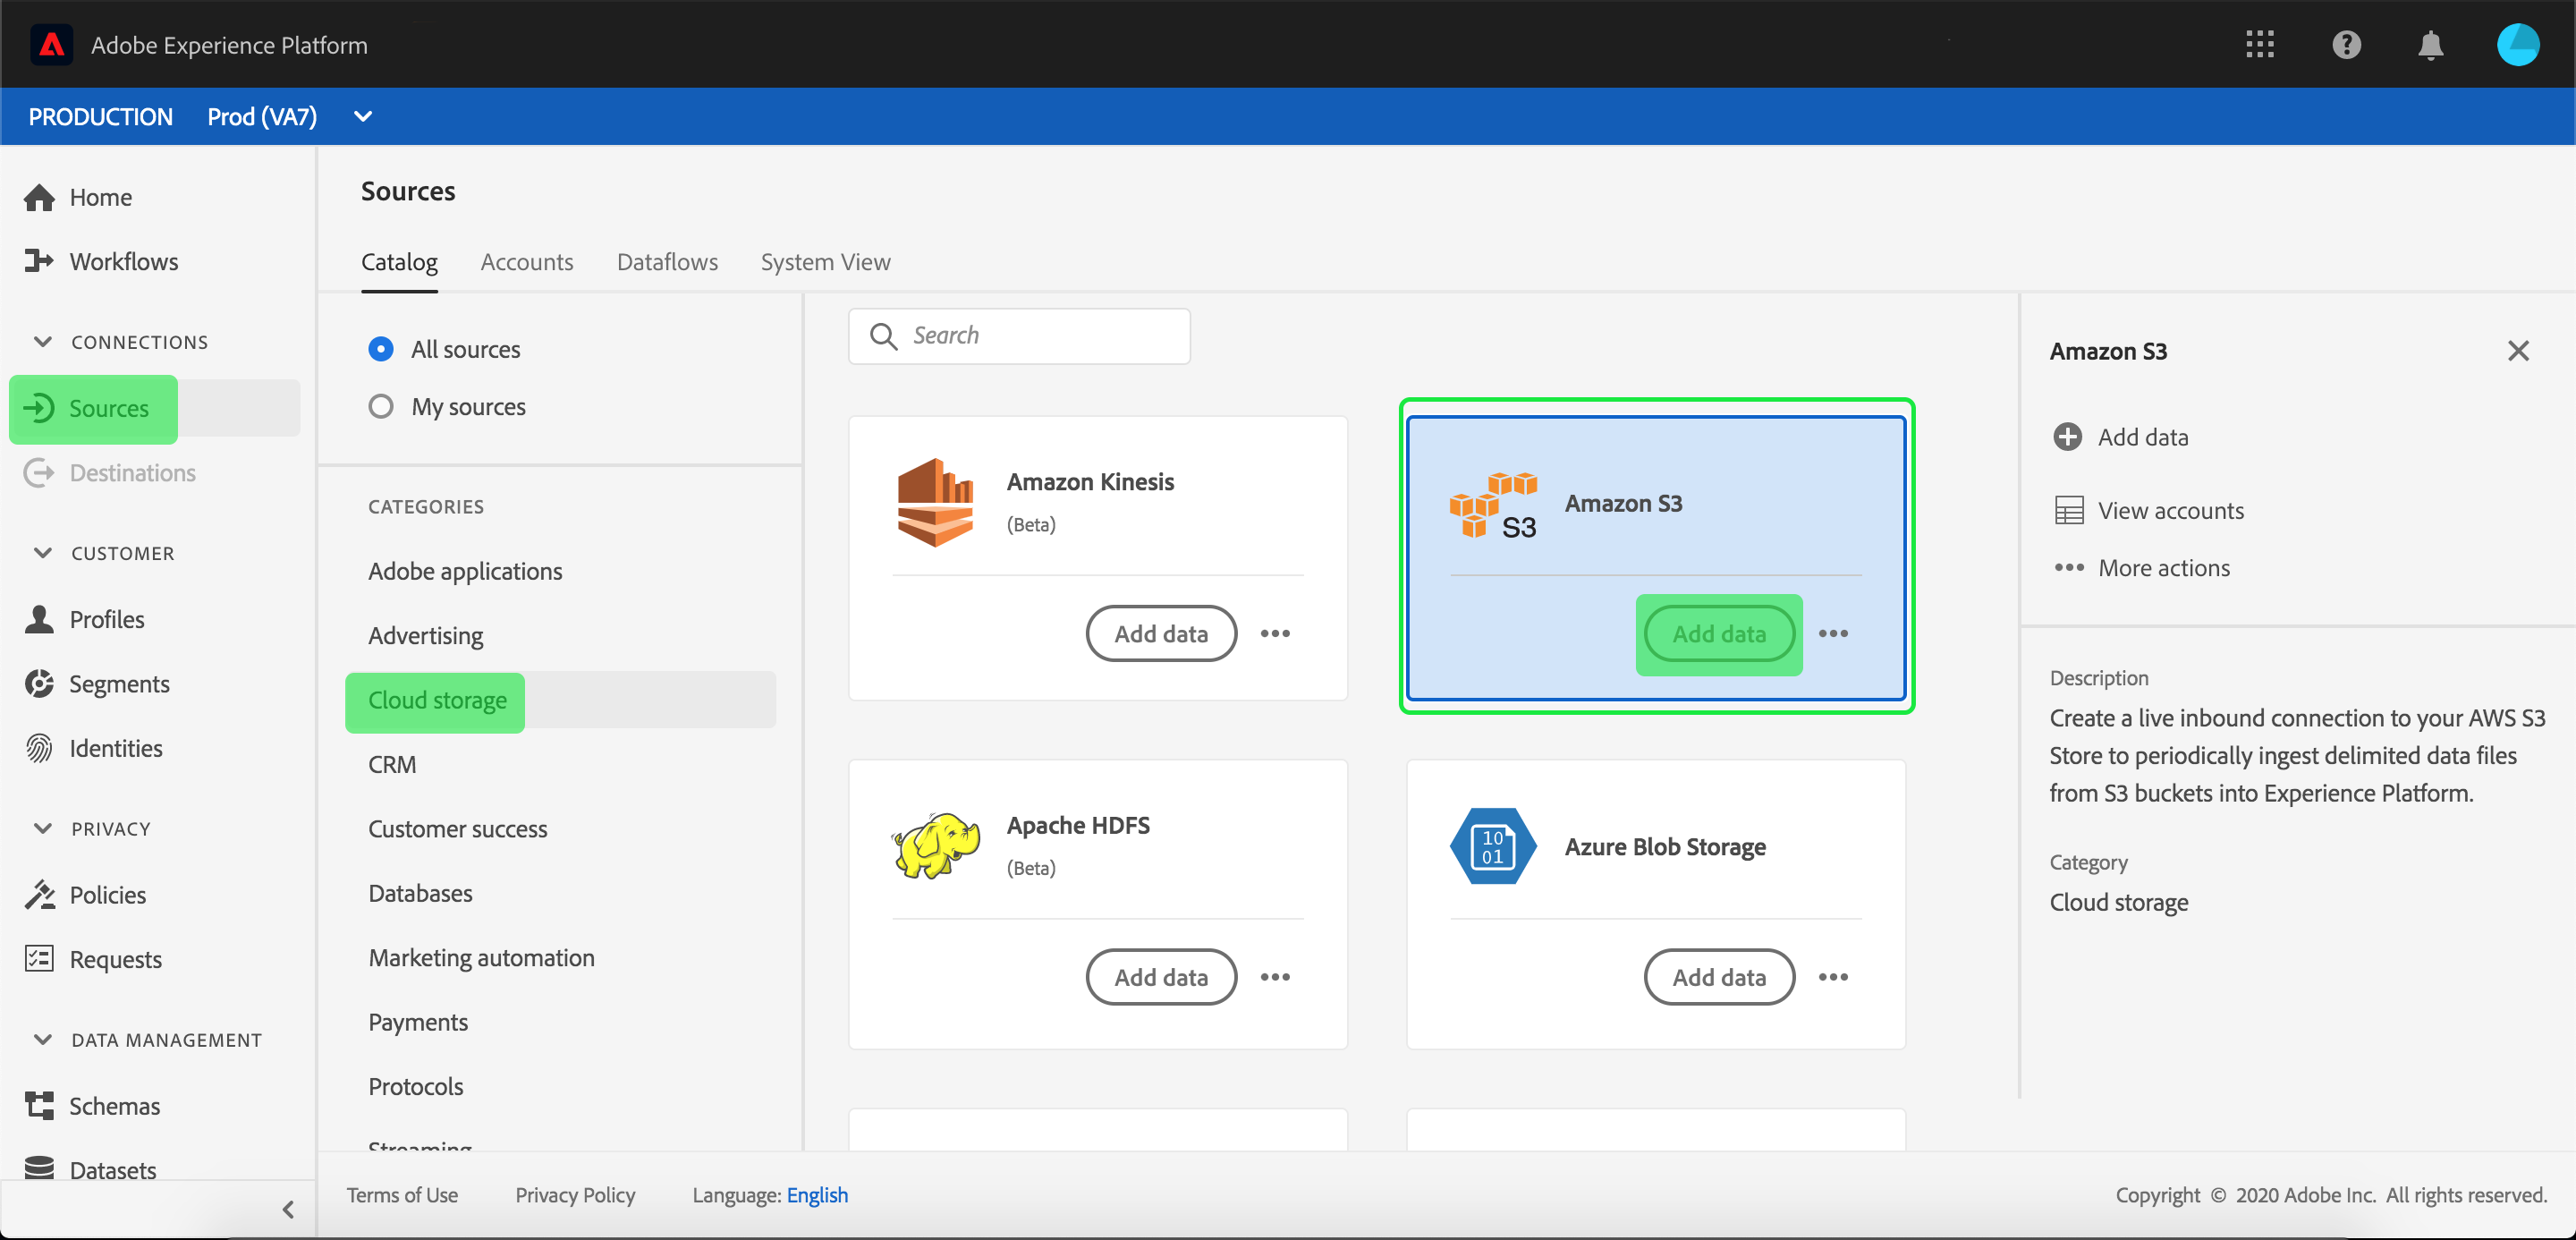 Adobe Experience Platform
PRODUCTION Prod (VA7)
Home
Workflows
CONNECTIONS
Sources
Destinations
CUSTOMER
Profiles
Segments
Identities
PRIVACY
Policies
Requests
DATA MANAGEMENT
Schemas
Datasets
Sources
Catalog Accounts Dataflows System View
All sources
My sources
CATEGORIES
Adobe applications
Advertising
Cloud storage
CRM
Customer success
Databases
Marketing automation
Payments
Protocols
Streaming
Search
Amazon Kinesis
(Beta)
Add data
S3
Amazon S3
Add data
Apache HDFS
(Beta)
Add data
10
01
Azure Blob Storage
Add data
Amazon S3
Add data
View accounts
More actions
Description
Create a live inbound connection to your AWS S3
Store to periodically ingest delimited data files
from S3 buckets into Experience Platform.
Category
Cloud storage
Terms of Use Privacy Policy Language: English
Copyright © 2020 Adobe Inc. All rights reserved.